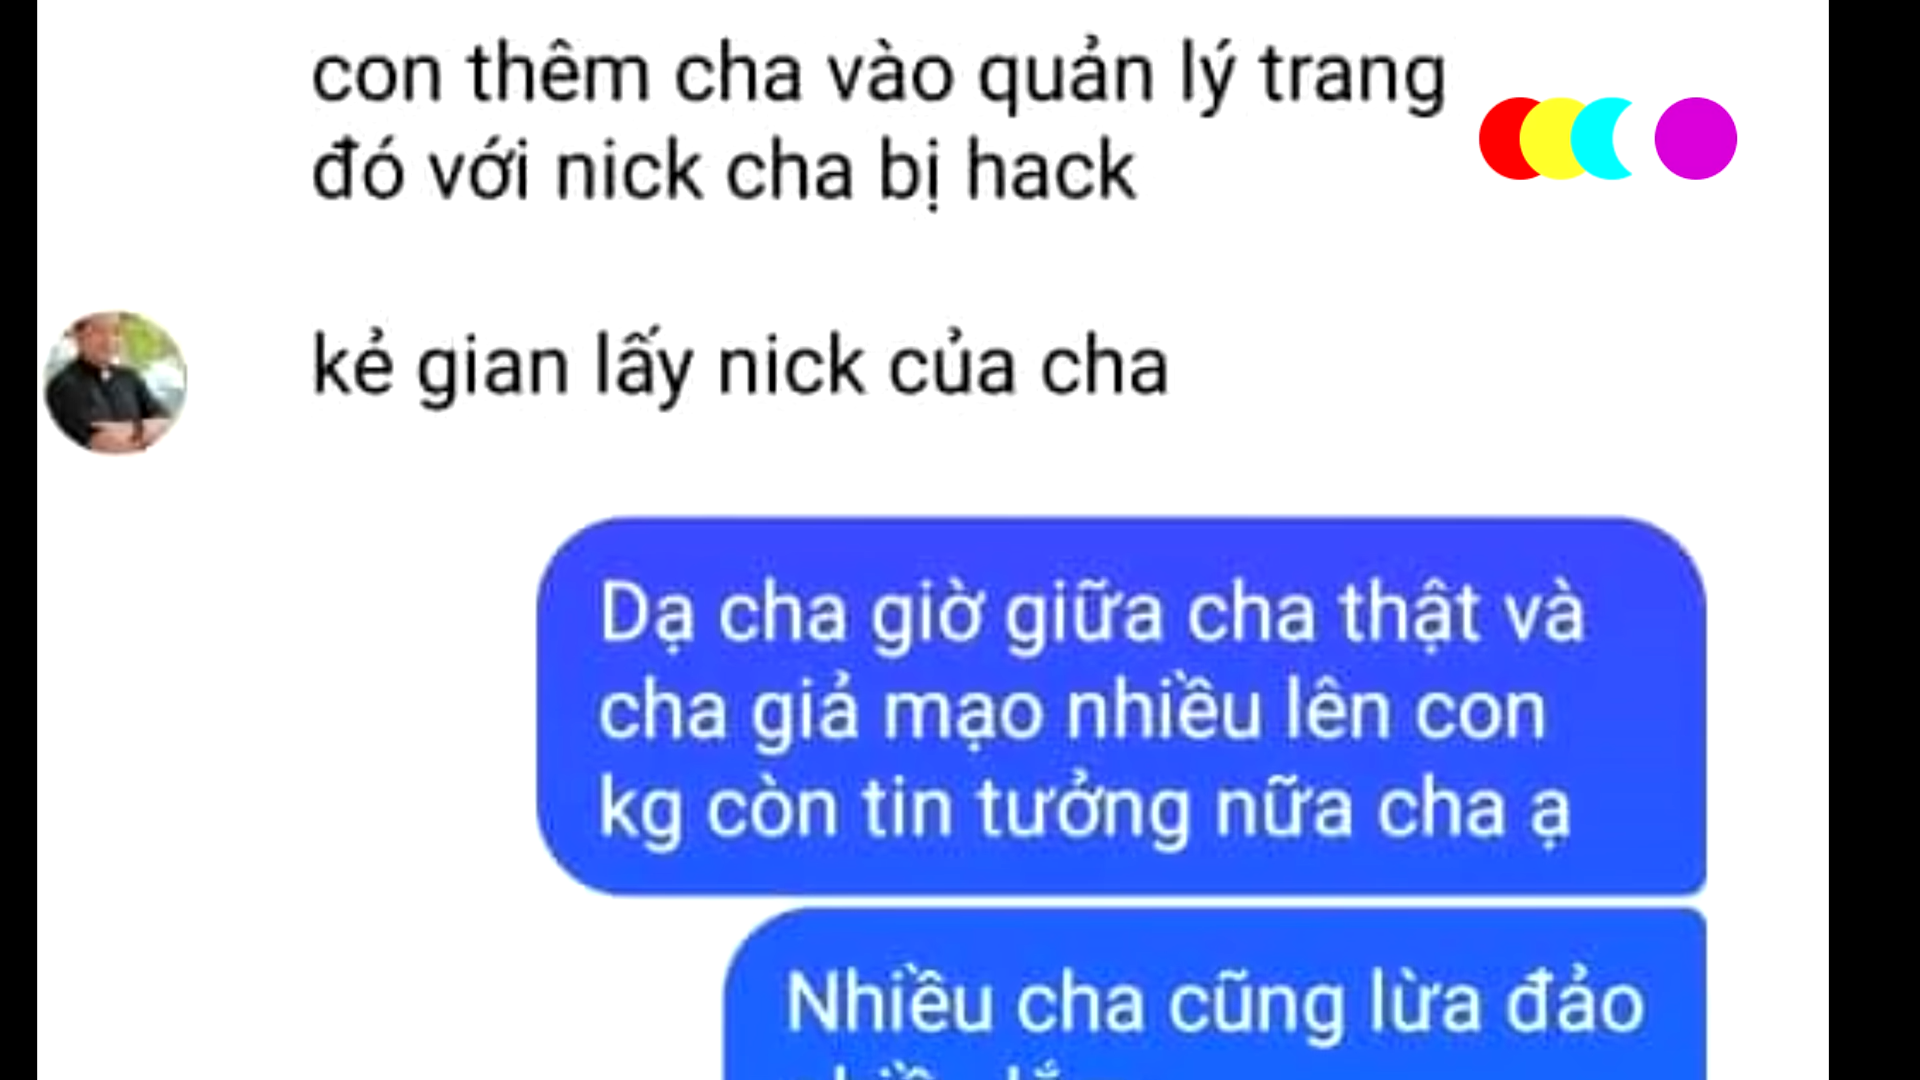 con thêm cha vào quản lý trang
đó với nick cha bị hack
kẻ gian lấy nick của cha
Dạ cha giờ giữa cha thật và
cha giả mạo nhiều lên con
kg còn tin tưởng nữa cha ạ
Nhiều cha cũng lừa đảo